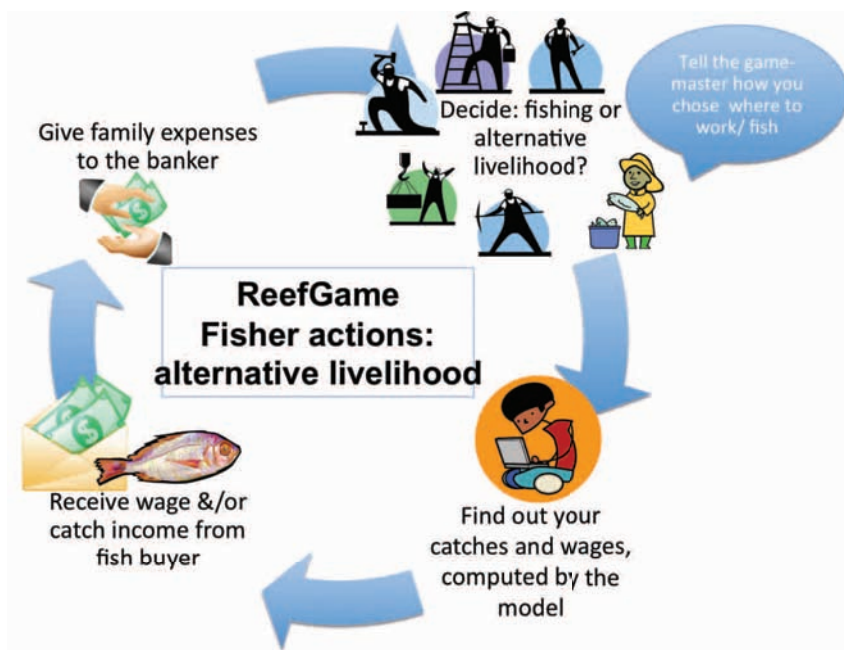 Give family expenses
to the banker
Decide: fishing or
alternative
livelihood?
Tell the game-
master how you
chose where to
work/ fish
ReefGame
Fisher actions:
alternative livelihood
Receive wage &/or
catch income from
fish buyer
Find out your
catches and wages,
computed by the
model